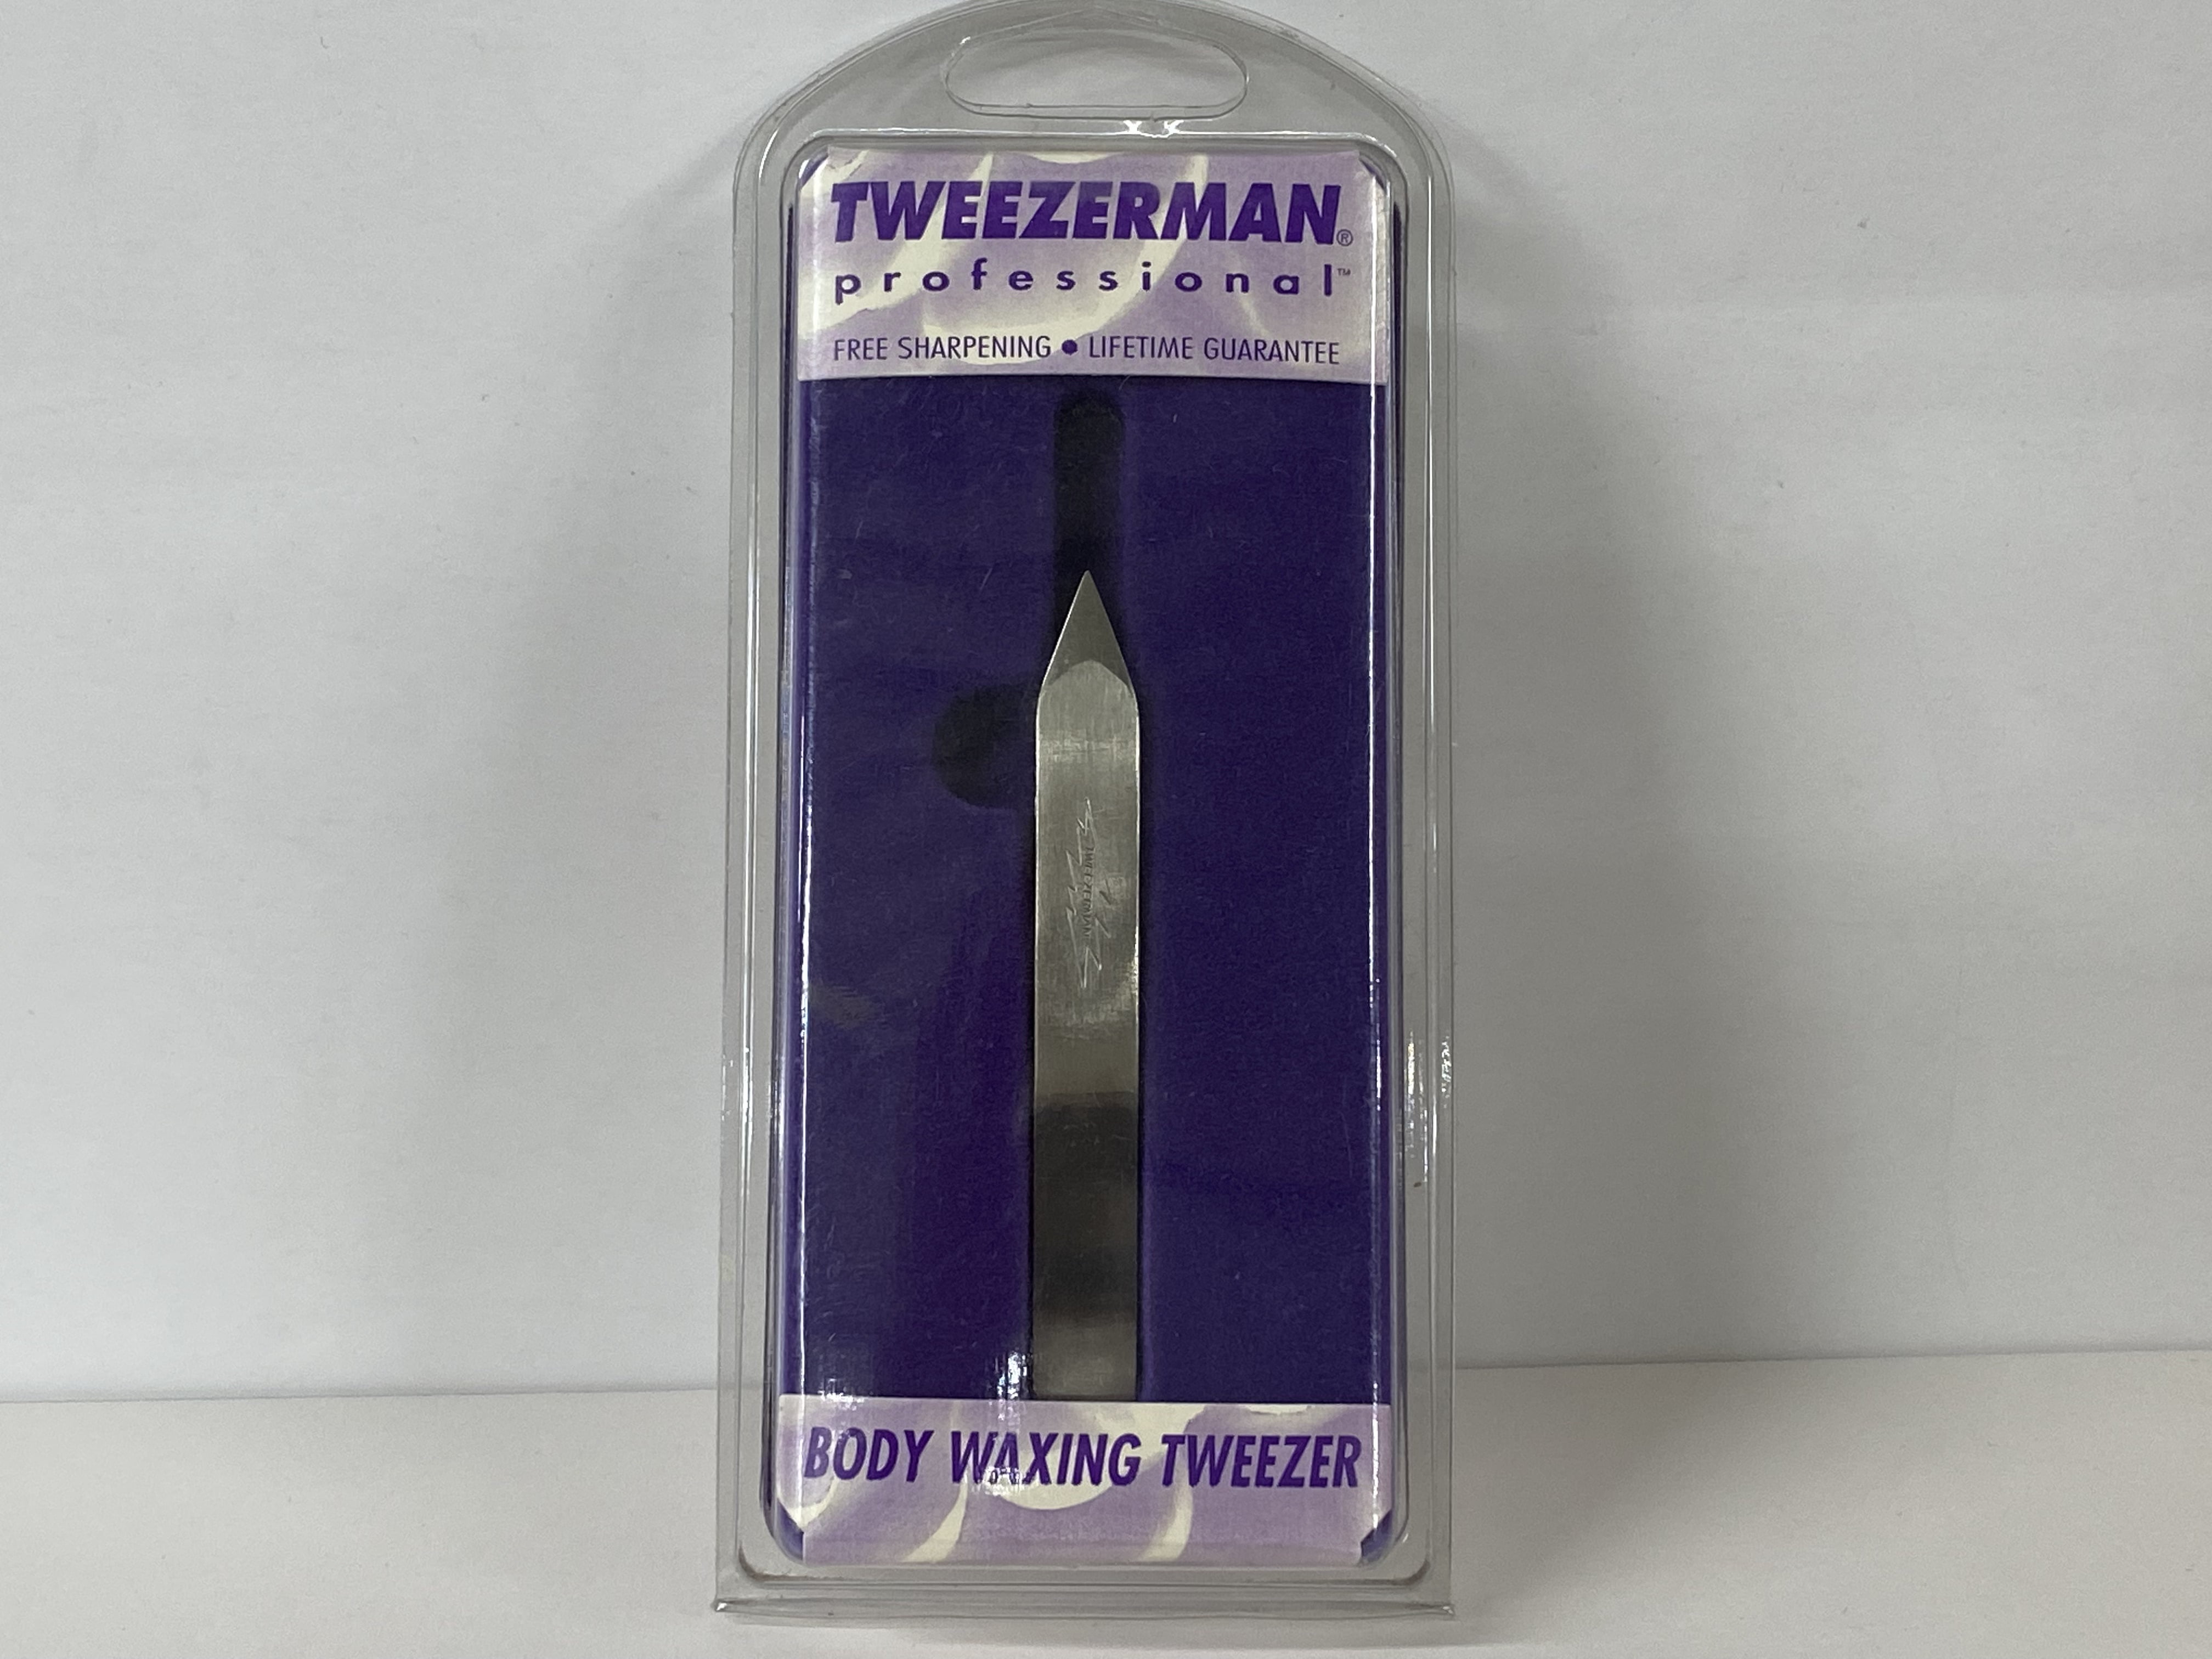 TWEEZERMAN®
professional™
FREE SHARPENING • LIFETIME GUARANTEE
TWEEZERMAN
BODY WAXING TWEEZER